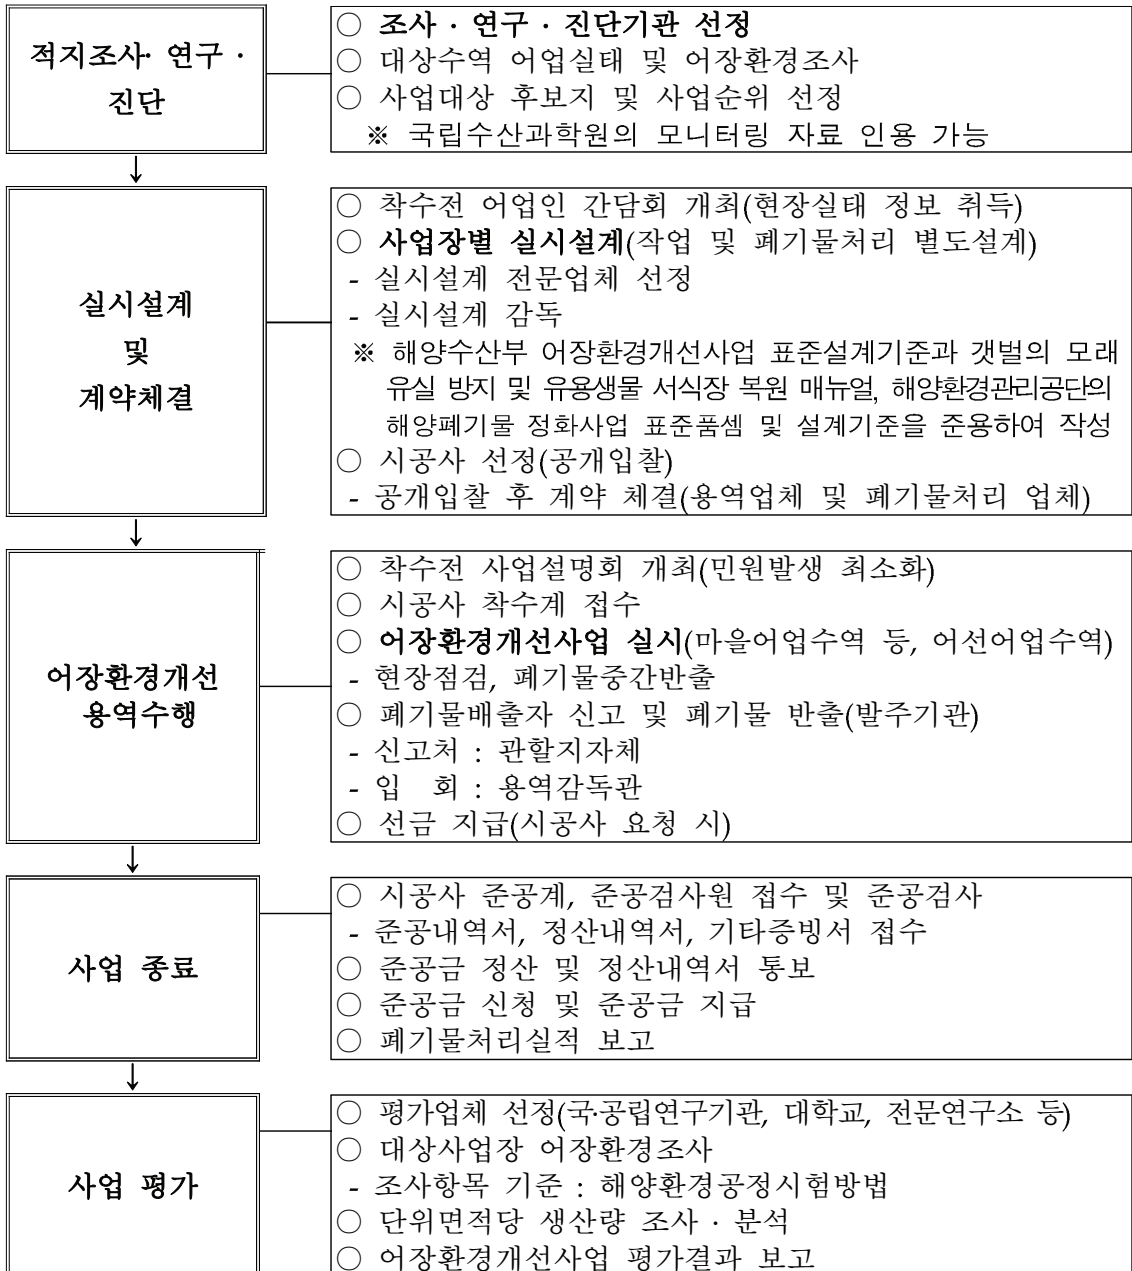 적지조사· 연구 ·
진단
○ 조사 · 연구 · 진단기관 선정
○ 대상수역 어업실태 및 어장환경조사
○ 사업대상 후보지 및 사업순위 선정
※ 국립수산과학원의 모니터링 자료 인용 가능
↓
실시설계
및
계약체결
○ 착수전 어업인 간담회 개최(현장실태 정보 취득)
○ 사업장별 실시설계(작업 및 폐기물처리 별도설계)
- 실시설계 전문업체 선정
- 실시설계 감독
※ 해양수산부 어장환경개선사업 표준설계기준과 갯벌의 모래
유실 방지 및 유용생물 서식장 복원 매뉴얼, 해양환경관리공단의
해양폐기물 정화사업 표준품셈 및 설계기준을 준용하여 작성
○ 시공사 선정(공개입찰)
- 공개입찰 후 계약 체결(용역업체 및 폐기물처리 업체)
↓
어장환경개선
용역수행
○ 착수전 사업설명회 개최(민원발생 최소화)
○ 시공사 착수계 접수
○ 어장환경개선사업 실시(마을어업수역 등, 어선어업수역)
- 현장점검, 폐기물중간반출
○ 폐기물배출자 신고 및 폐기물 반출(발주기관)
- 신고처 : 관할지자체
- 입 회 : 용역감독관
○ 선금 지급(시공사 요청 시)
↓
사업 종료
○ 시공사 준공계, 준공검사원 접수 및 준공검사
- 준공내역서, 정산내역서, 기타증빙서 접수
○ 준공금 정산 및 정산내역서 통보
○ 준공금 신청 및 준공금 지급
○ 폐기물처리실적 보고
↓
사업 평가
○ 평가업체 선정(국·공립연구기관, 대학교, 전문연구소 등)
○ 대상사업장 어장환경조사
- 조사항목 기준 : 해양환경공정시험방법
○ 단위면적당 생산량 조사 · 분석
○ 어장환경개선사업 평가결과 보고